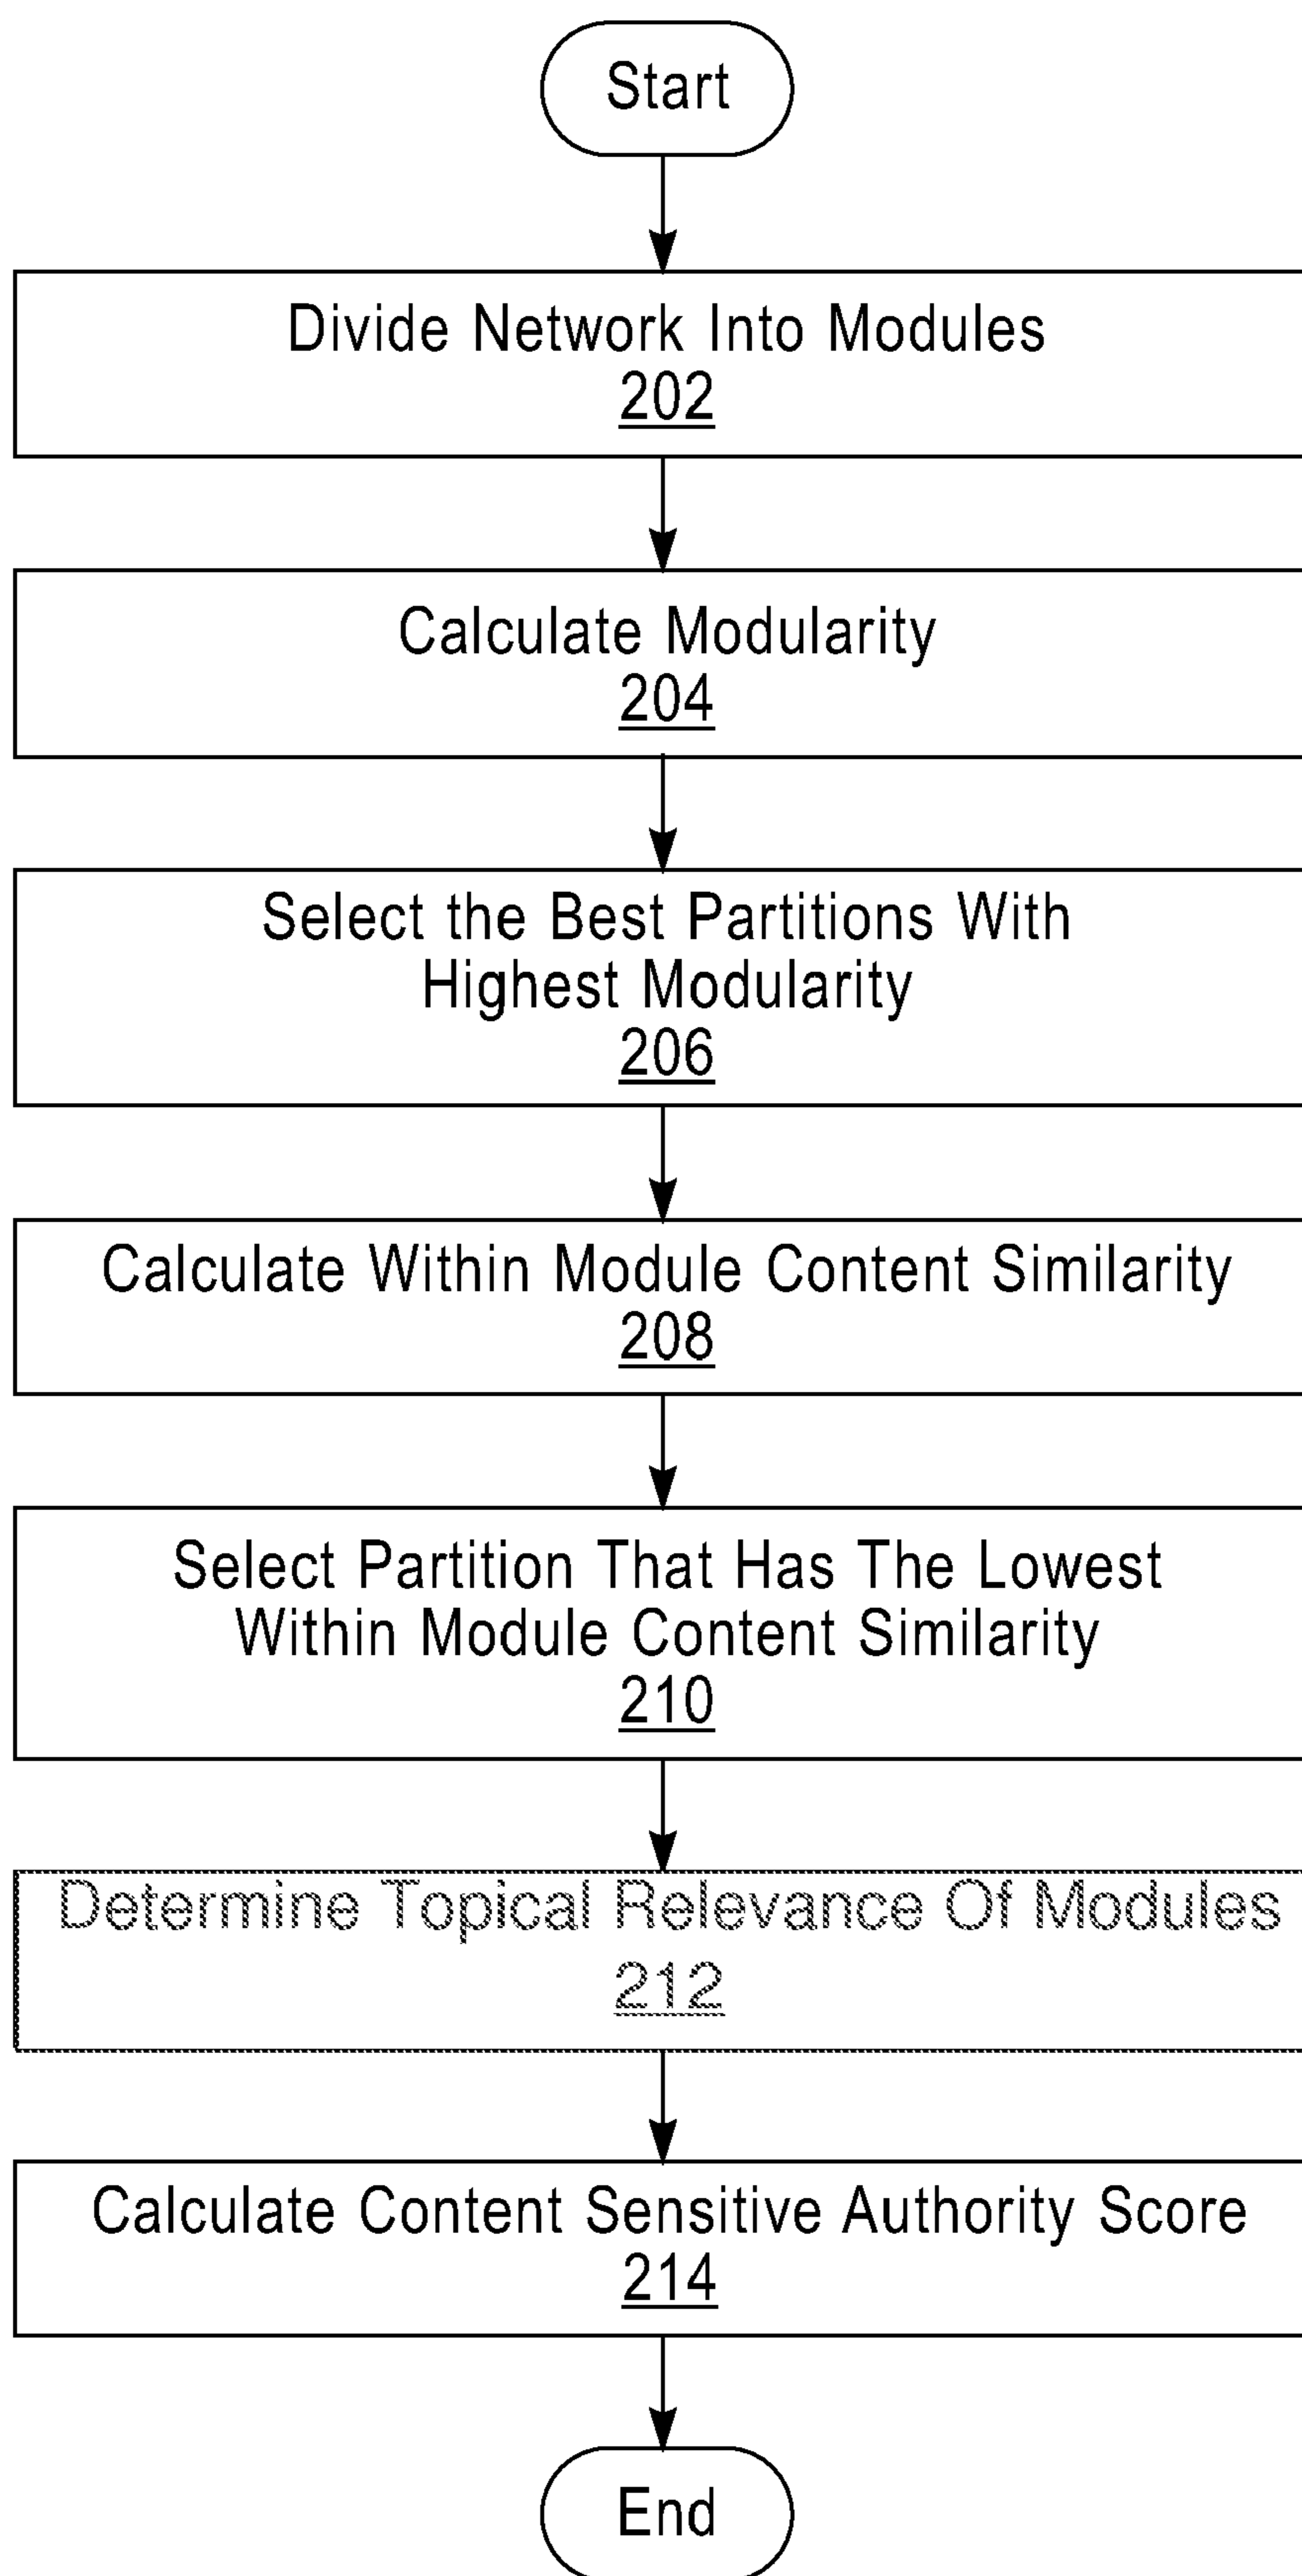 Start
Divide Network Into Modules
202
Calculate Modularity
204
Select the Best Partitions With
Highest Modularity
206
Calculate Within Module Content Similarity
208
Select Partition That Has The Lowest
Within Module Content Similarity
210
Determine Topical Relevance Of Modules
212
Calculate Content Sensitive Authority Score
214
End